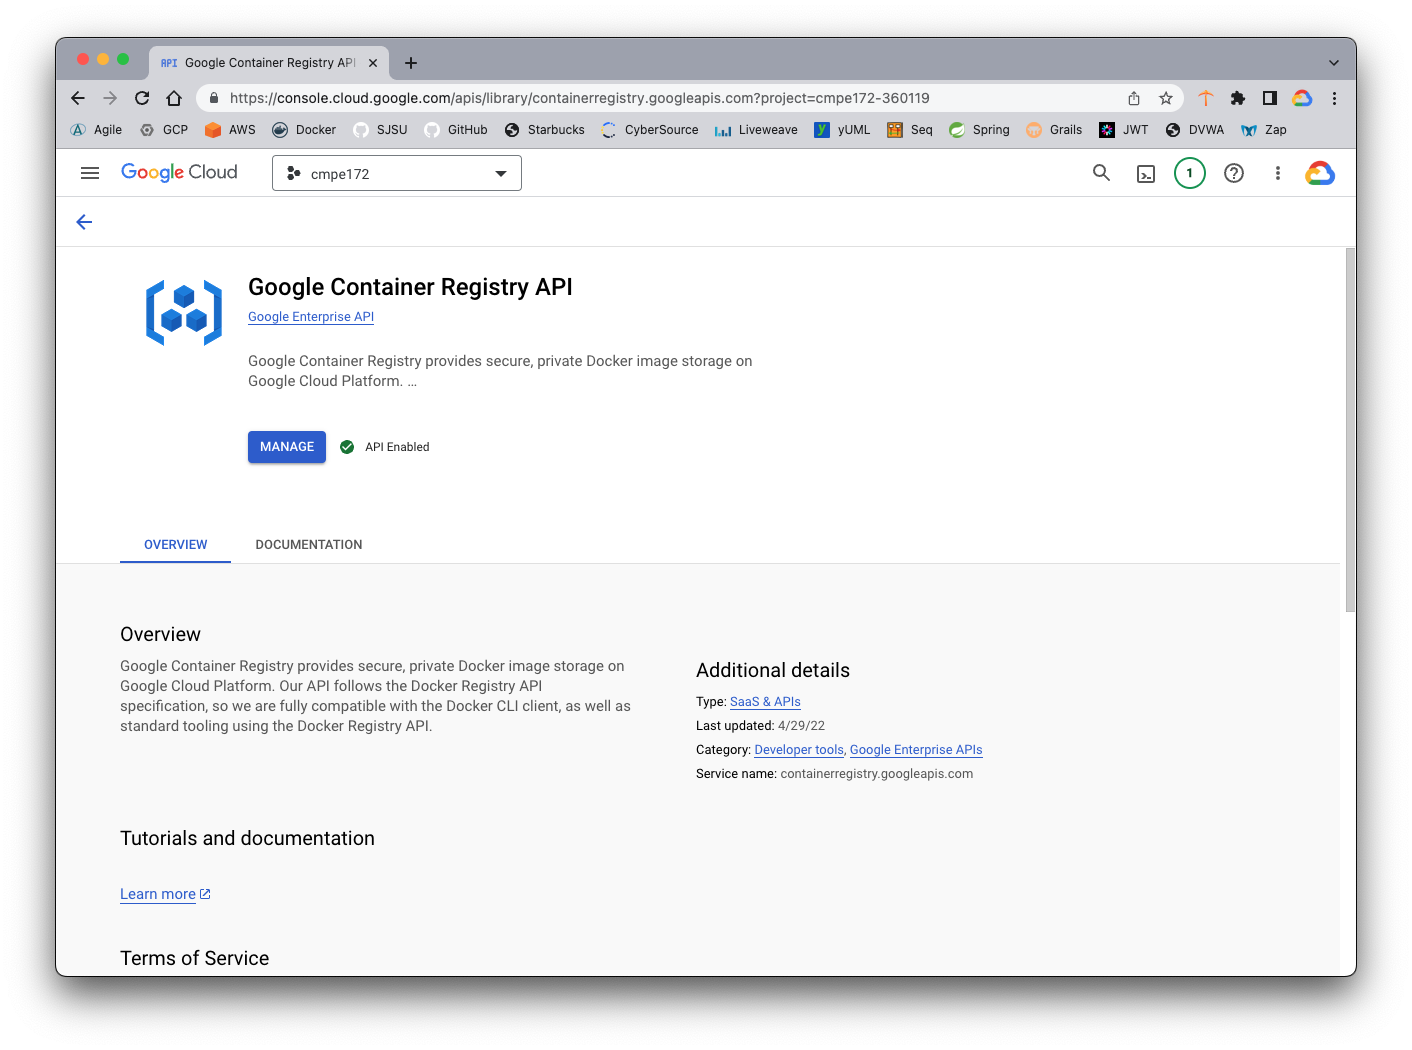 API Google Container Registry API
https://console.cloud.google.com/apis/library/containerregistry.googleapis.com?project=cmpe172-360119
Agile GCP AWS Docker SJSU GitHub Starbucks CyberSource Liveweave yUML Seq Spring Grails JWT DVWA Zap
Google Cloud cmpe172 1
Google Container Registry API
Google Enterprise API
Google Container Registry provides secure, private Docker image storage on
Google Cloud Platform. ...
MANAGE API Enabled
OVERVIEW DOCUMENTATION
Overview
Google Container Registry provides secure, private Docker image storage on
Google Cloud Platform. Our API follows the Docker Registry API
specification, so we are fully compatible with the Docker CLI client, as well as
standard tooling using the Docker Registry API.
Additional details
Type: SaaS & APIs
Last updated: 4/29/22
Category: Developer tools, Google Enterprise APIs
Service name: containerregistry.googleapis.com
Tutorials and documentation
Learn more
Terms of Service